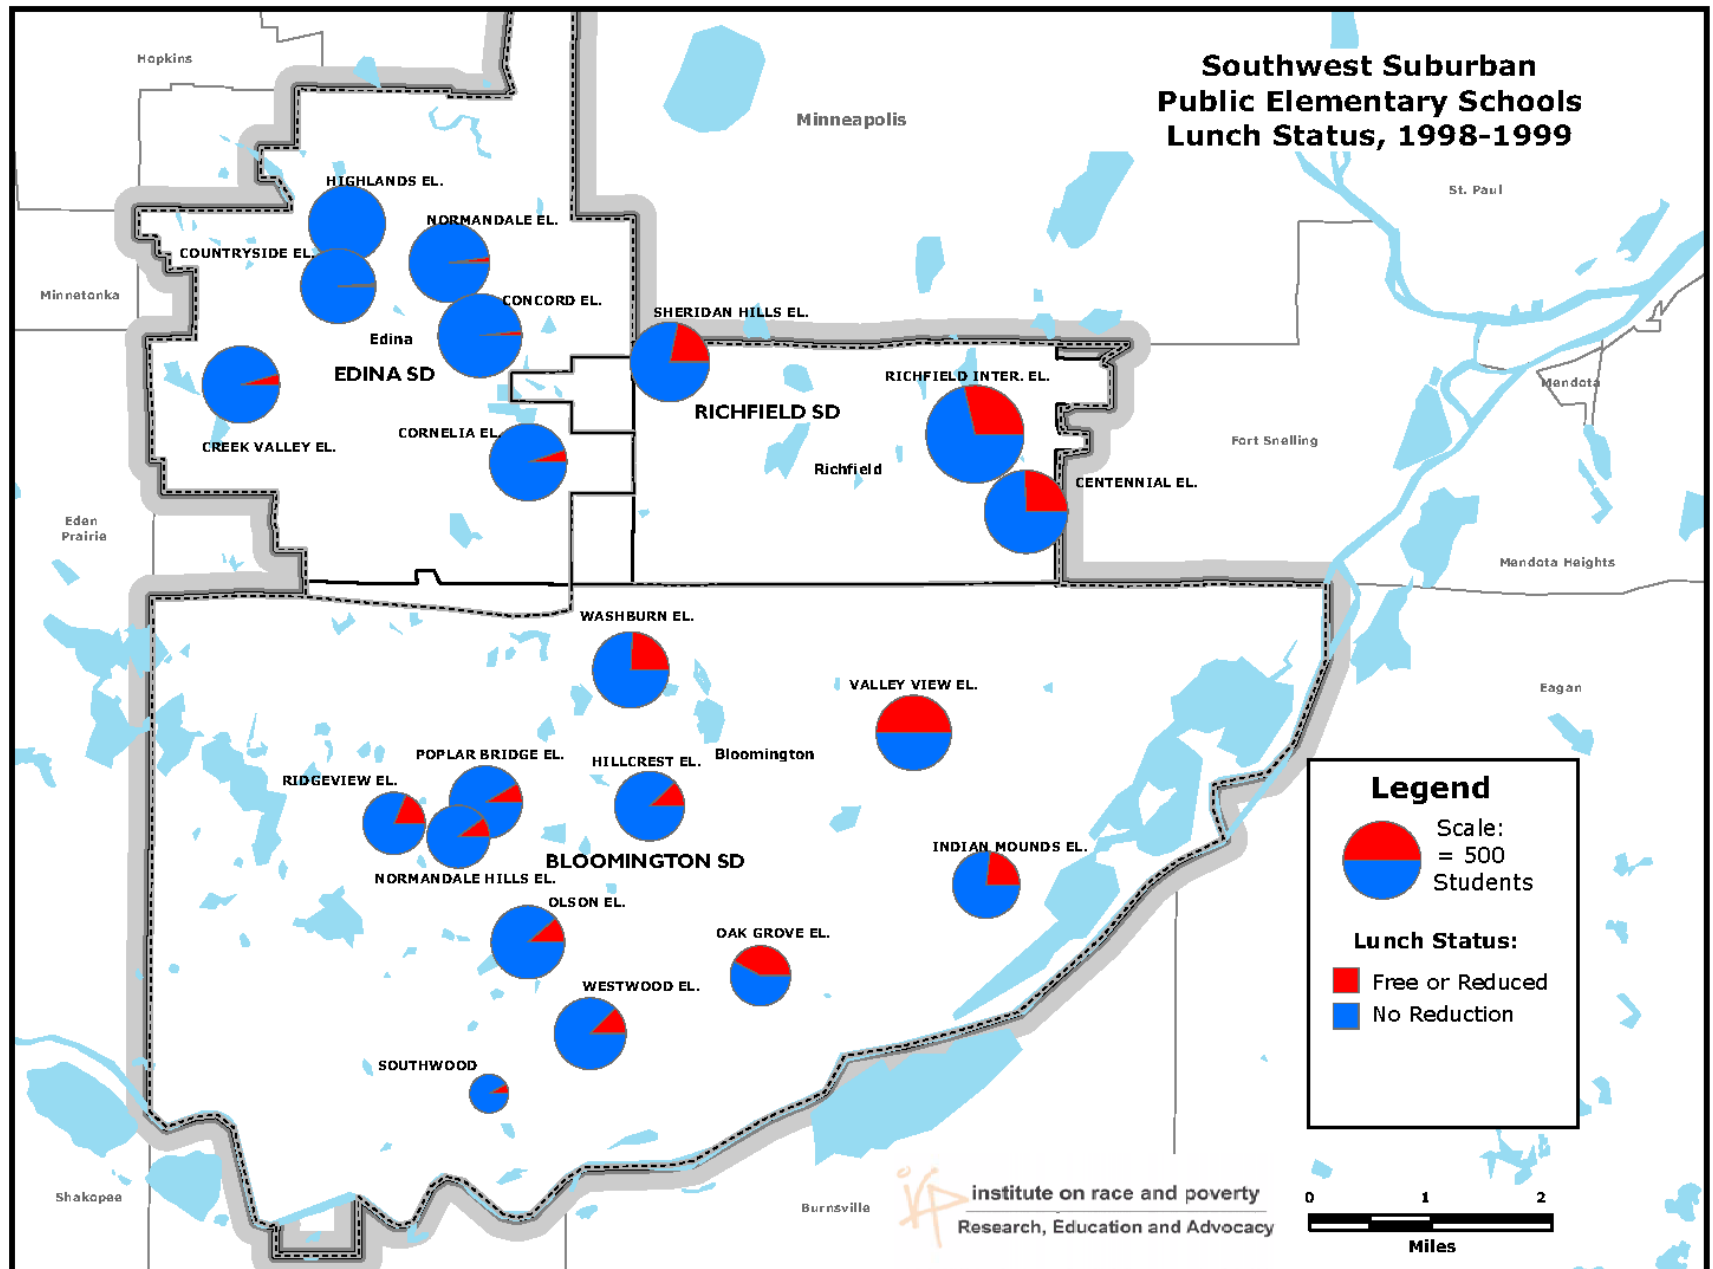 Southwest Suburban
Public Elementary Schools
Lunch Status, 1998-1999
Hopkins
Minneapolis
St. Paul
HIGHLANDS EL.
NORMANDALE EL.
COUNTRYSIDE EL.
Minnetonka
CONCORD EL.
SHERIDAN HILLS EL.
Edina
EDINA SD
RICHFIELD INTER. EL.
Mendota
RICHFIELD SD
CREEK VALLEY EL.
CORNELIA EL.
Fort Snelling
Richfield
CENTENNIAL EL.
Eden
Prairie
Mendota Heights
WASHBURN EL.
VALLEY VIEW EL.
Eagan
POPLAR BRIDGE EL.
HILLCREST EL.
Bloomington
RIDGEVIEW EL.
BLOOMINGTON SD
INDIAN MOUNDS EL.
NORMANDALE HILLS EL.
OLSON EL.
OAK GROVE EL.
WESTWOOD EL.
SOUTHWOOD
Legend
Scale:
= 500
Students
Lunch Status:
Free or Reduced
No Reduction
Shakopee
Burnsville
irp
institute on race and poverty
Research, Education and Advocacy
0 1 2
Miles